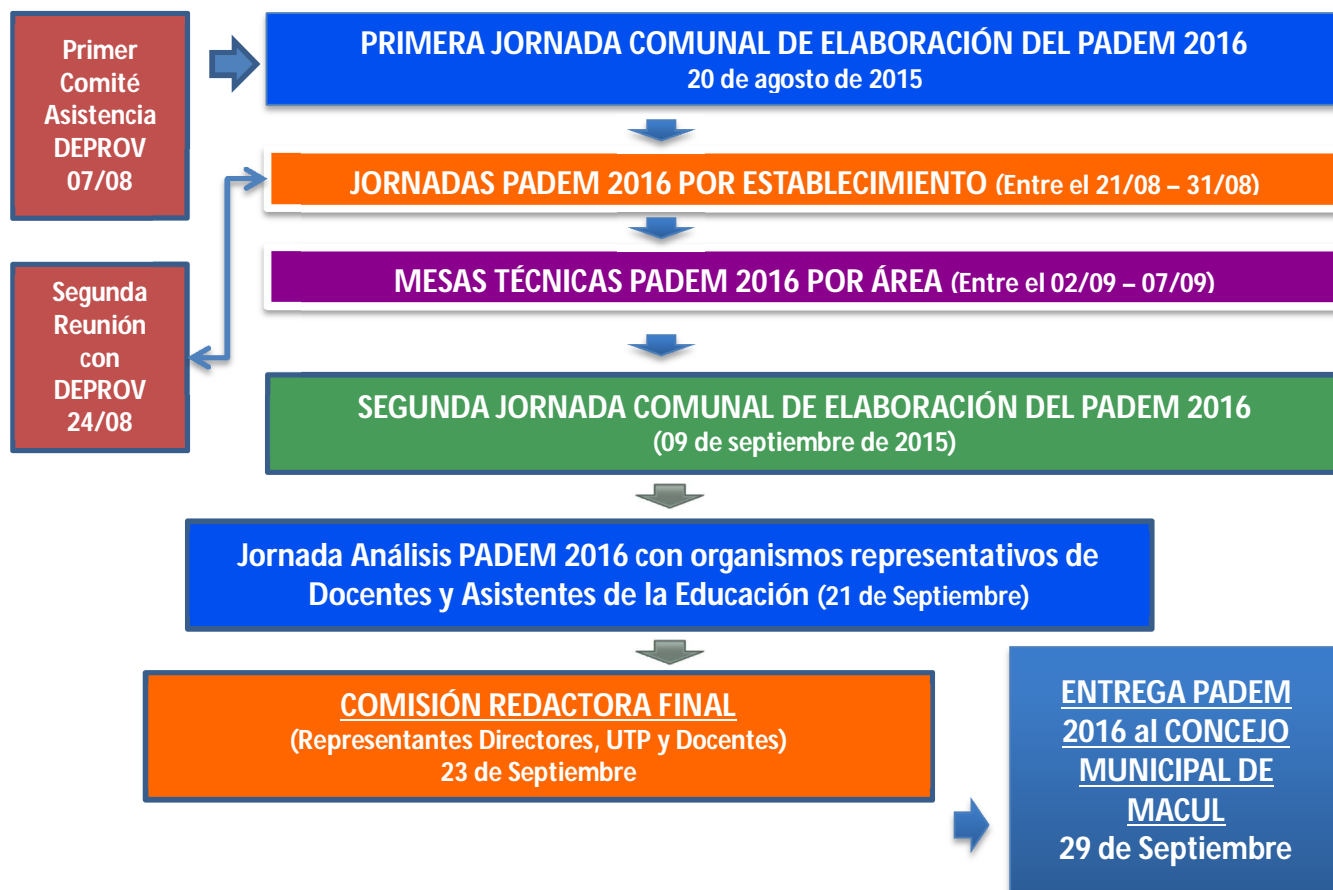 Primer
Comité
Asistencia
DEPROV
07/08
PRIMERA JORNADA COMUNAL DE ELABORACIÓN DEL PADEM 2016
20 de agosto de 2015
JORNADAS PADEM 2016 POR ESTABLECIMIENTO (Entre el 21/08 – 31/08)
MESAS TÉCNICAS PADEM 2016 POR ÁREA (Entre el 02/09 – 07/09)
Segunda
Reunión
con
DEPROV
24/08
SEGUNDA JORNADA COMUNAL DE ELABORACIÓN DEL PADEM 2016
(09 de septiembre de 2015)
Jornada Análisis PADEM 2016 con organismos representativos de
Docentes y Asistentes de la Educación (21 de Septiembre)
COMISIÓN REDACTORA FINAL
(Representantes Directores, UTP y Docentes)
23 de Septiembre
ENTREGA PADEM
2016 al CONCEJO
MUNICIPAL DE
MACUL
29 de Septiembre